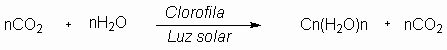 nCO₂ + nH₂O Clorofila Luz solar Cn(H₂O)n + nCO₂